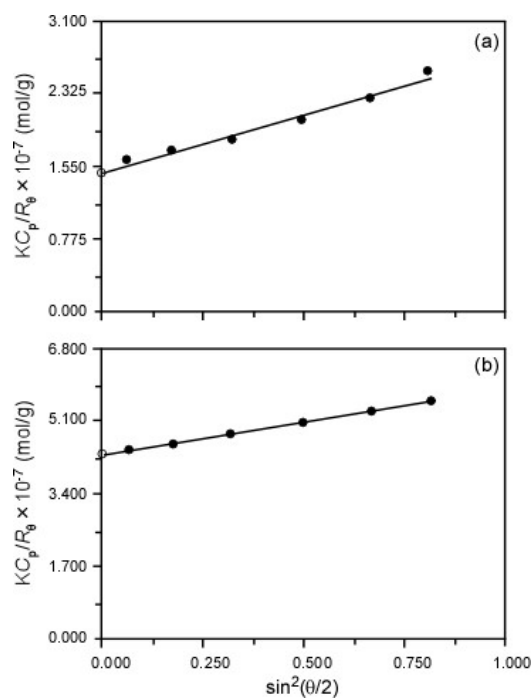 3.100
(a)
2.325
1.550
0.775
0.000
KCp/Rθ × 10-7 (mol/g)
6.800
(b)
5.100
3.400
1.700
0.000
KCp/Rθ × 10-7 (mol/g)
0.000 0.250 0.500 0.750 1.000
sin2(θ/2)